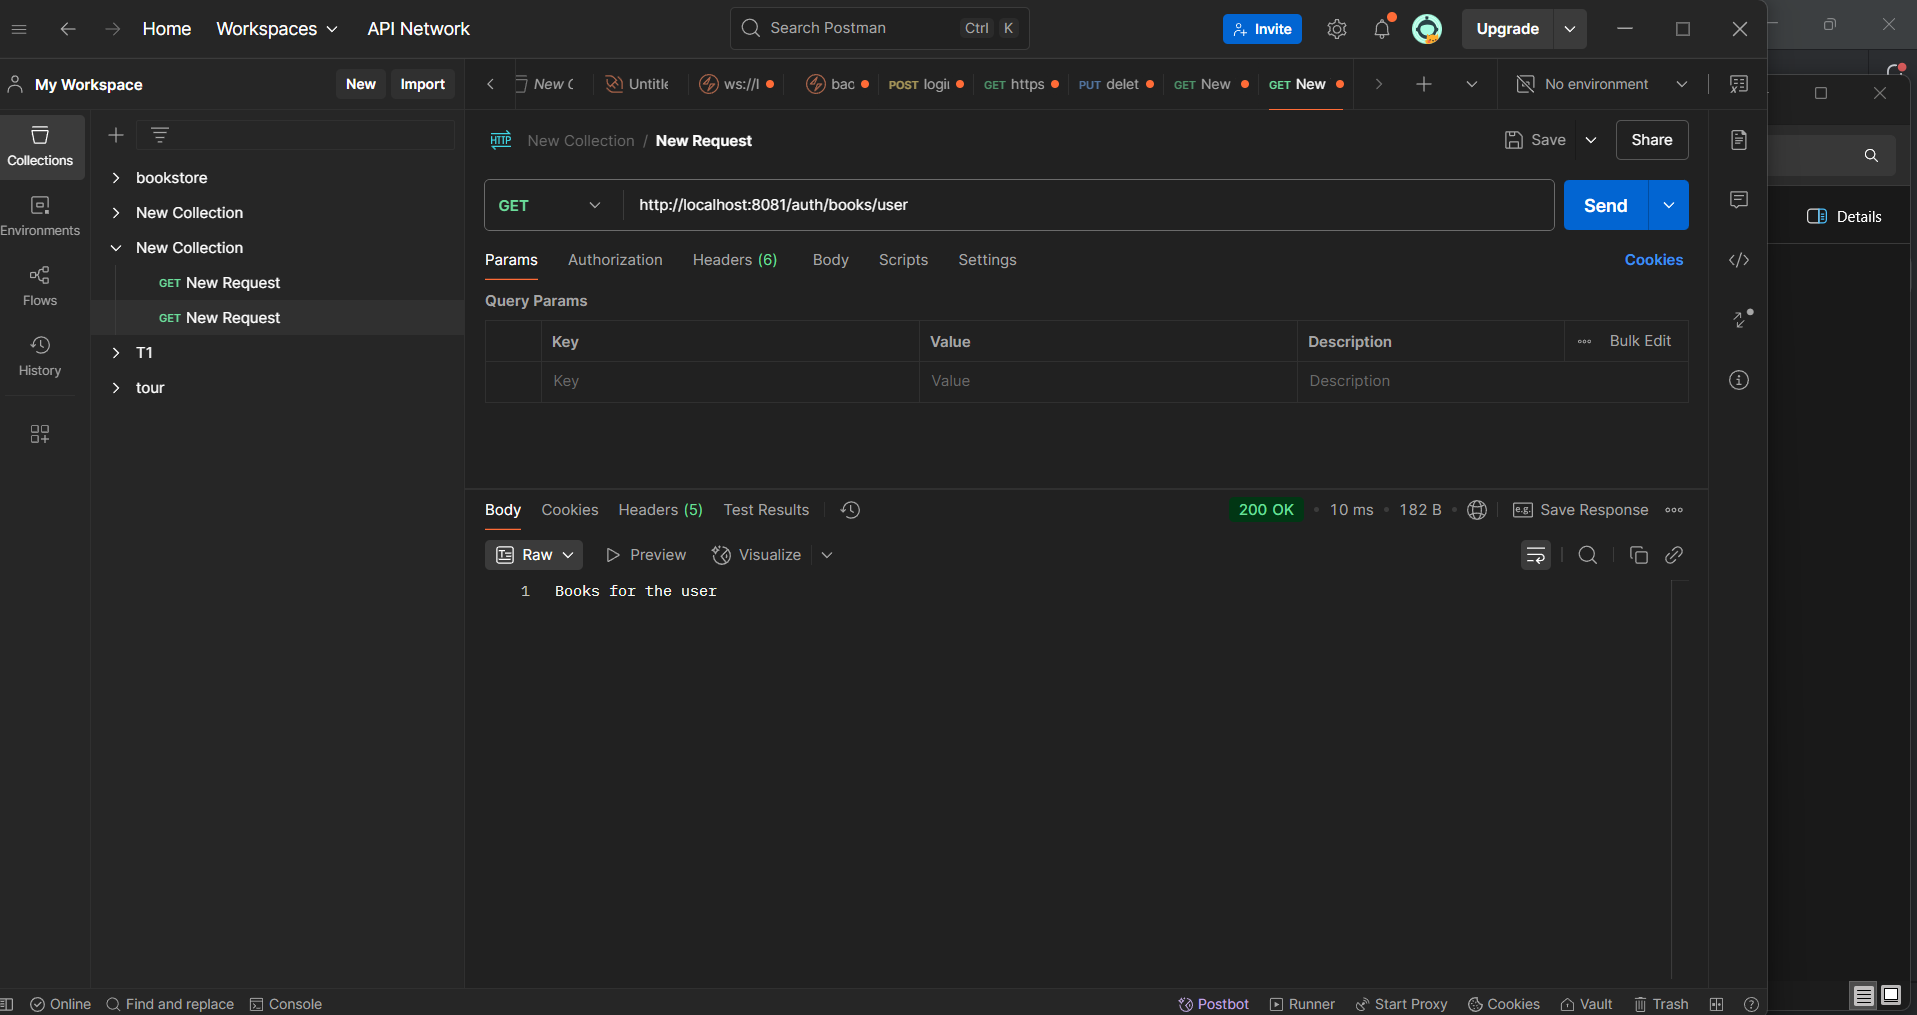 Home Workspaces API Network Search Postman Ctrl K Invite Upgrade
My Workspace New Import New C Untitle ws://l bac POST logii GET https PUT delet GET New GET New No environment
Collections
Environments
Flows
History
bookstore
New Collection
New Collection
GET New Request
GET New Request
T1
tour
HTTP New Collection / New Request Save Share
GET http://localhost:8081/auth/books/user Send
Details
Params Authorization Headers (6) Body Scripts Settings Cookies
Query Params
Key Value Description Bulk Edit
Key Value Description
Body Cookies Headers (5) Test Results 200 OK 10 ms 182 B e.g. Save Response
Raw Preview Visualize
1 Books for the user
Online Find and replace Console Postbot Runner Start Proxy Cookies Vault Trash